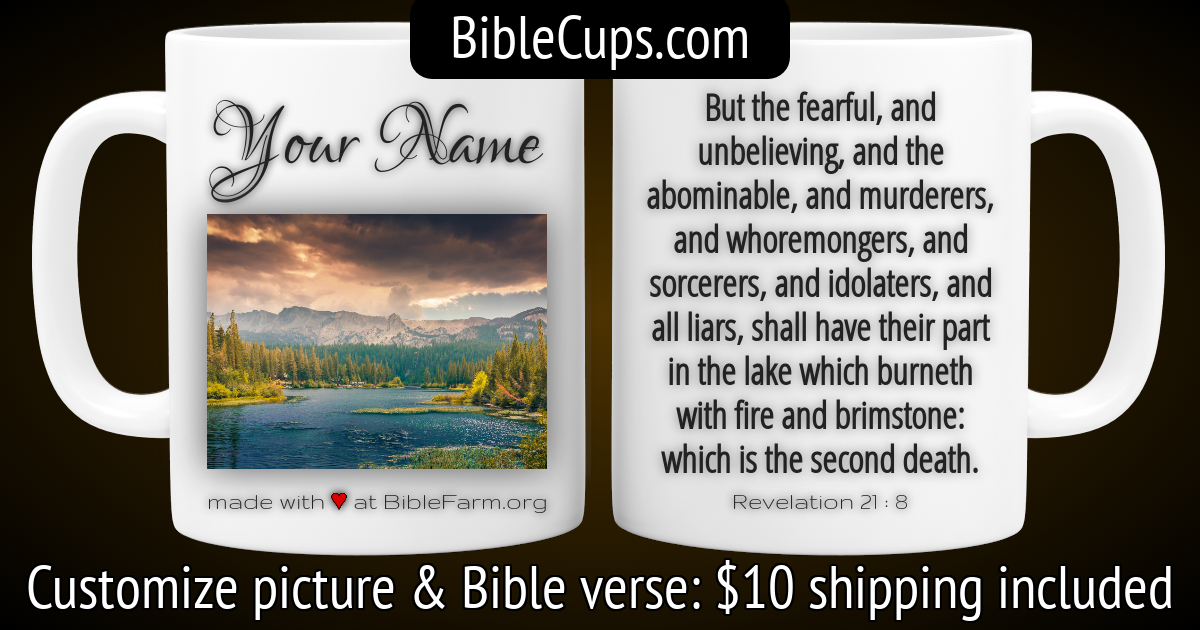 BibleCups.com
Your Name
made with ♥ at BibleFarm.org
But the fearful, and
unbelieving, and the
abominable, and murderers,
and whoremongers, and
sorcerers, and idolaters, and
all liars, shall have their part
in the lake which burneth
with fire and brimstone:
which is the second death.
Revelation 21 : 8
Customize picture & Bible verse: $10 shipping included